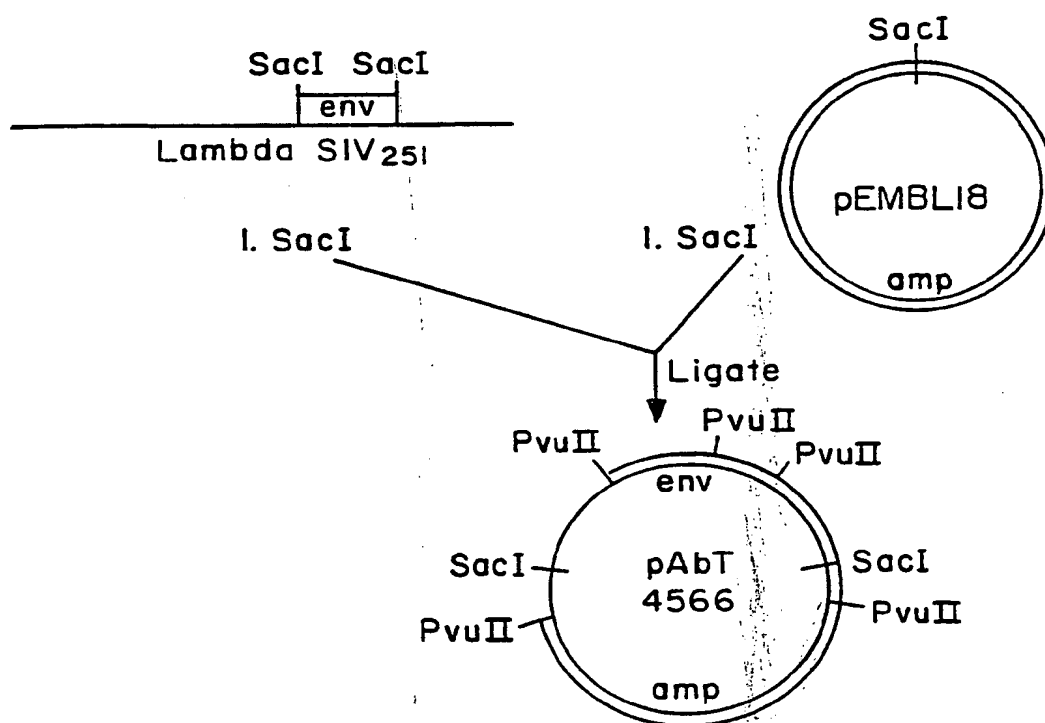 SacI
SacI SacI
env
Lambda SIV251
pEMBL18
amp
1. SacI
1. SacI
Ligate
PvuII
PvuII
PvuII
env
SacI
pAbT
4566
SacI
PvuII
PvuII
amp